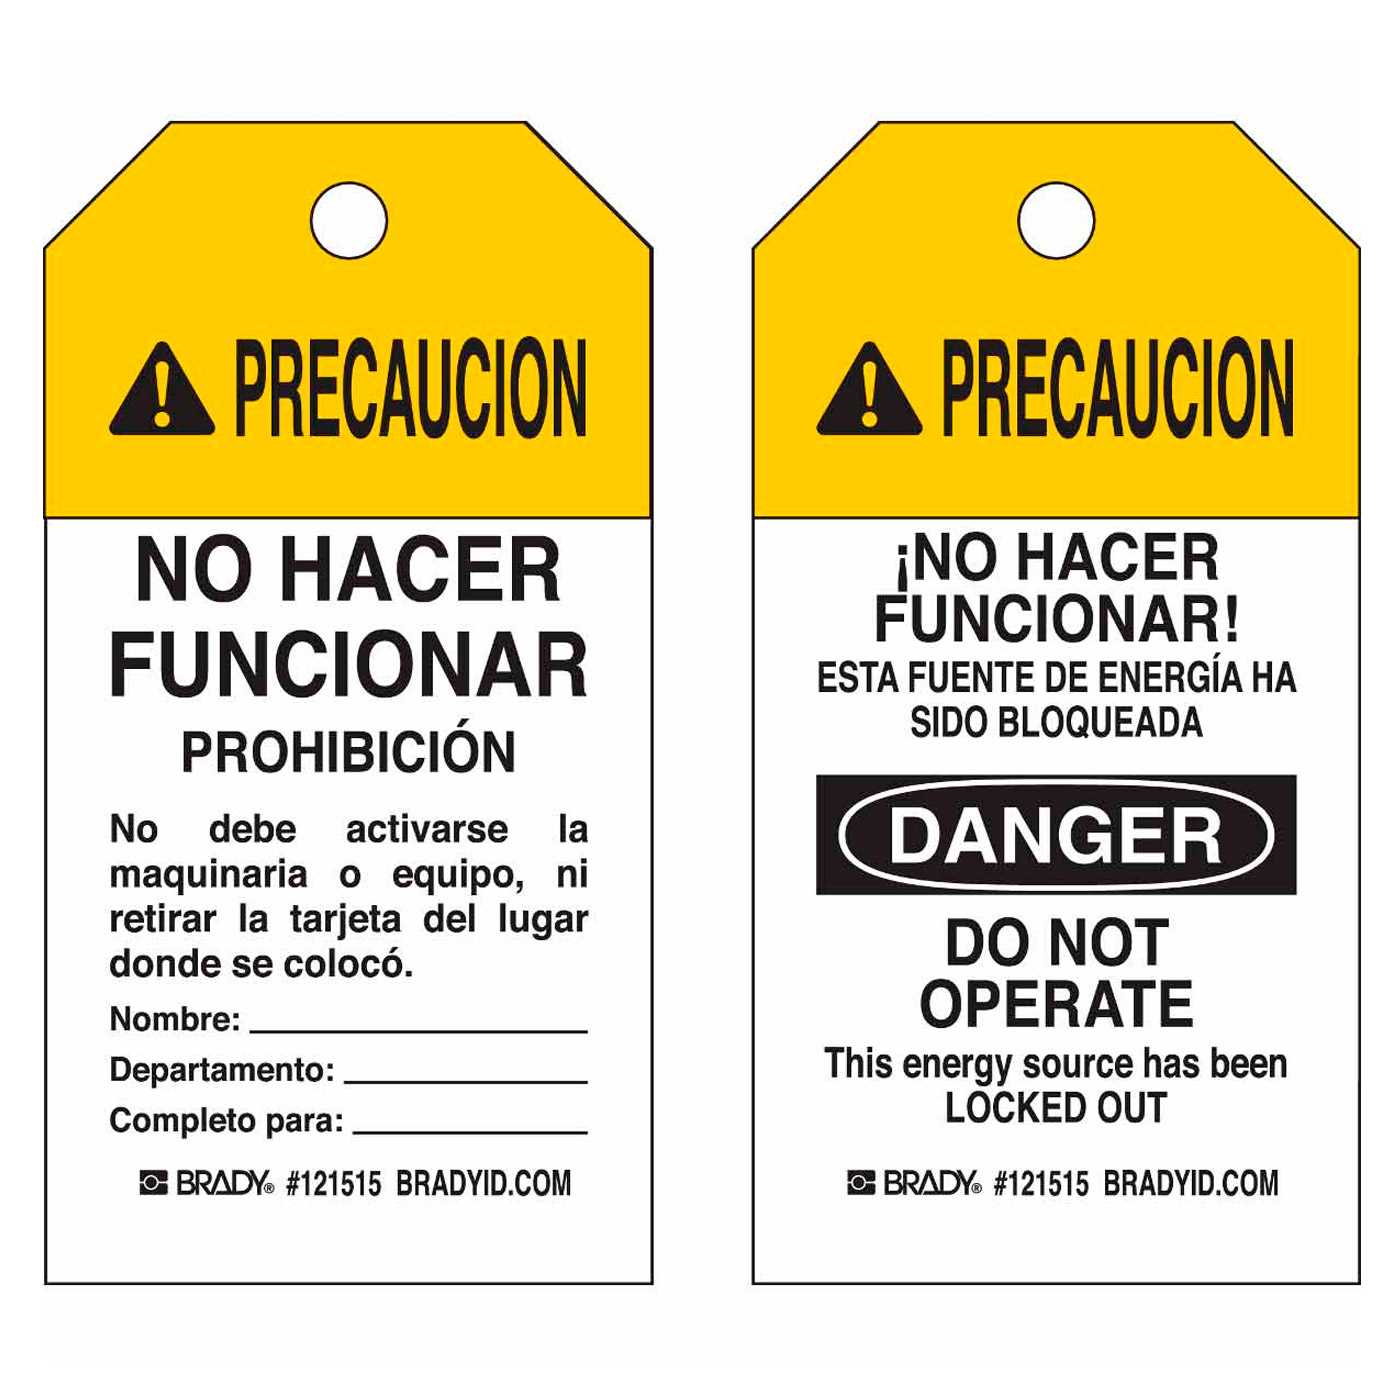 PRECAUCION
NO HACER
FUNCIONAR
PROHIBICIÓN
No debe activarse la
maquinaria o equipo, ni
retirar la tarjeta del lugar
donde se colocó.
Nombre:
Departamento:
Completo para:
BRADY® #121515 BRADYID.COM
PRECAUCION
¡NO HACER
FUNCIONAR!
ESTA FUENTE DE ENERGÍA HA
SIDO BLOQUEADA
DANGER
DO NOT
OPERATE
This energy source has been
LOCKED OUT
BRADY® #121515 BRADYID.COM